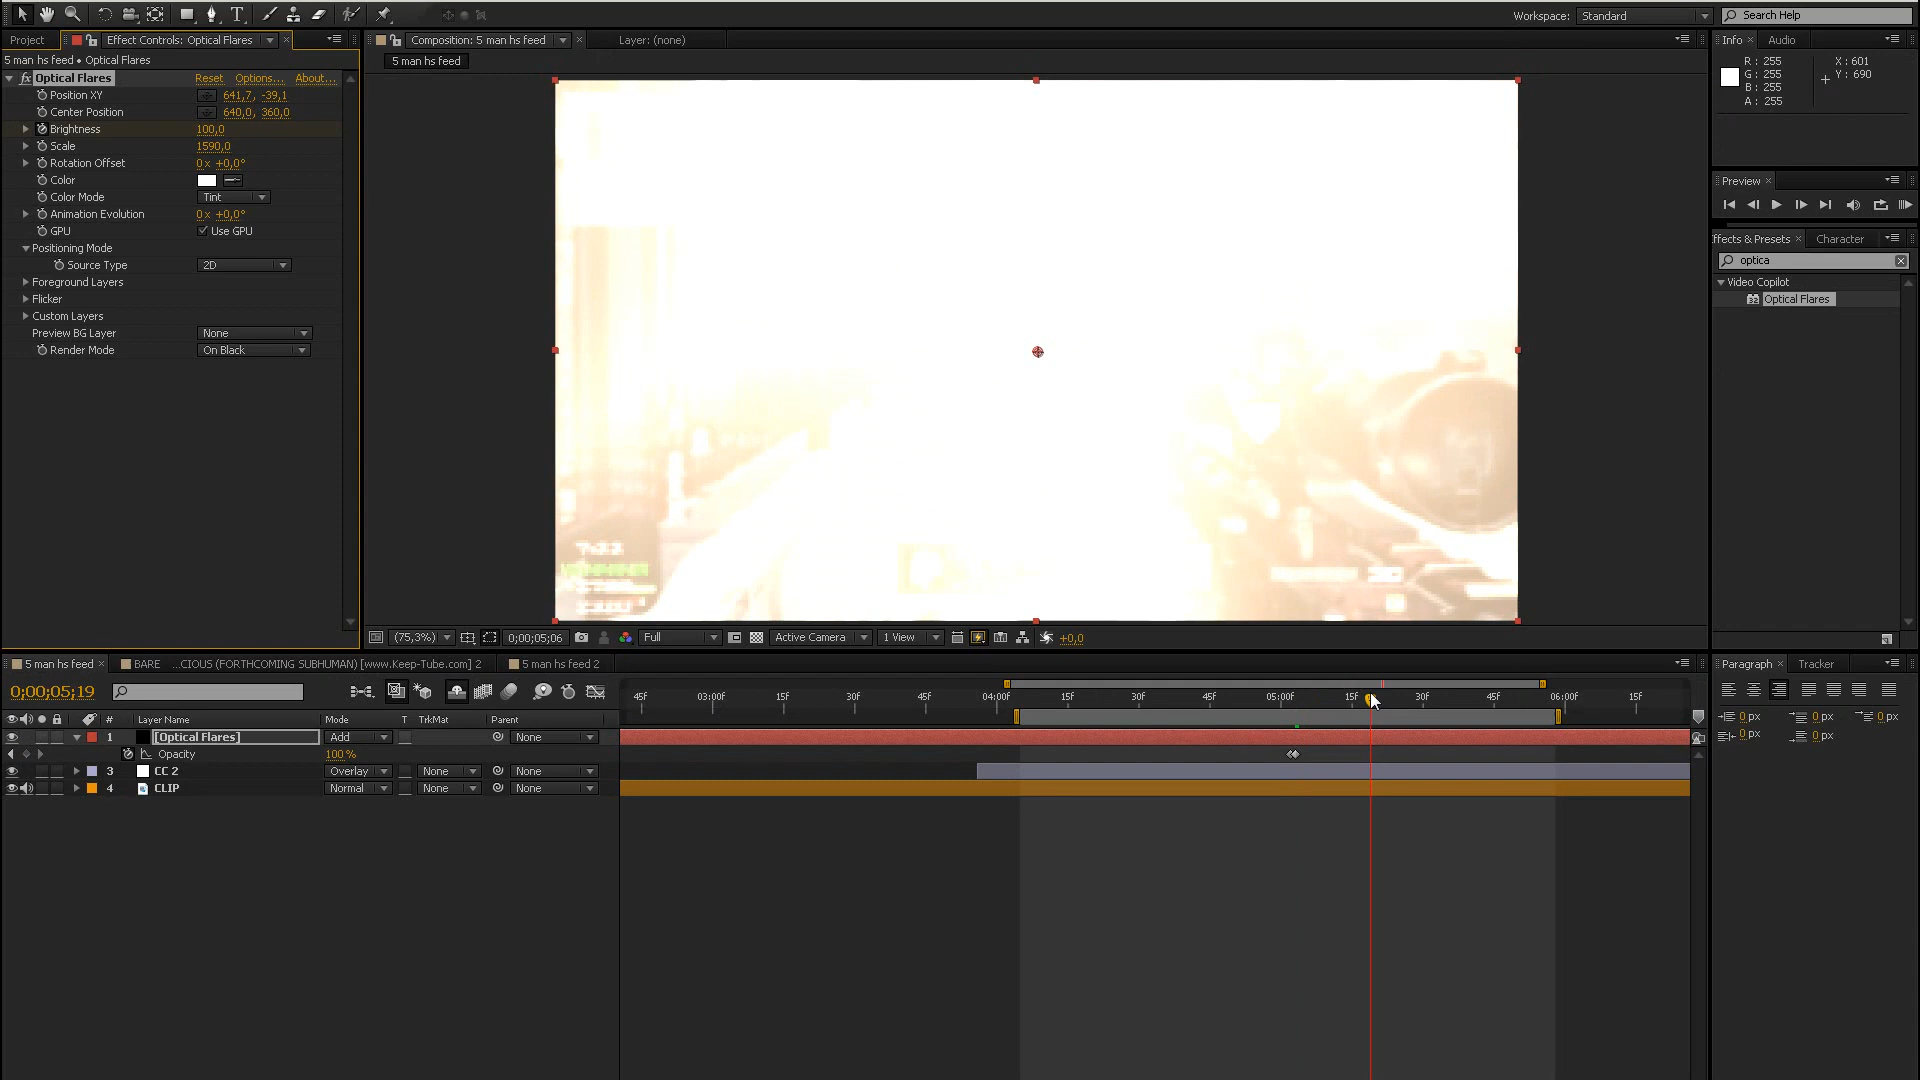 Workspace: Standard Search Help
Project Effect Controls: Optical Flares Composition: 5 man hs feed Layer: (none) Info Audio
5 man hs feed • Optical Flares 5 man hs feed
R: 255 X: 601
G: 255 Y: 690
B: 255
A: 255
fx Optical Flares Reset Options... About...
Position XY 641,7, -39,1
Center Position 640,0, 360,0
Brightness 100,0
Scale 1590,0
Rotation Offset 0x +0,0°
Color
Color Mode Tint
Animation Evolution 0x +0,0°
GPU Use GPU
Positioning Mode
Source Type 2D
Foreground Layers
Flicker
Custom Layers
Preview BG Layer None
Render Mode On Black
Preview
Effects & Presets Character
optica
Video Copilot
32 Optical Flares
(75,3%) 0;00;05;06 Full Active Camera 1 View +0,0
5 man hs feed BARE ...CIOUS (FORTHCOMING SUBHUMAN) [www.Keep-Tube.com] 2 5 man hs feed 2 Paragraph Tracker
0;00;05;19
45f 03:00f 15f 30f 45f 04:00f 15f 30f 45f 05:00f 15f 30f 45f 06:00f 15f
# Layer Name Mode T TrkMat Parent
1 [Optical Flares] Add None
Opacity 100 %
3 CC 2 Overlay None None
4 CLIP Normal None None
0 px 0 px 0 px
0 px 0 px